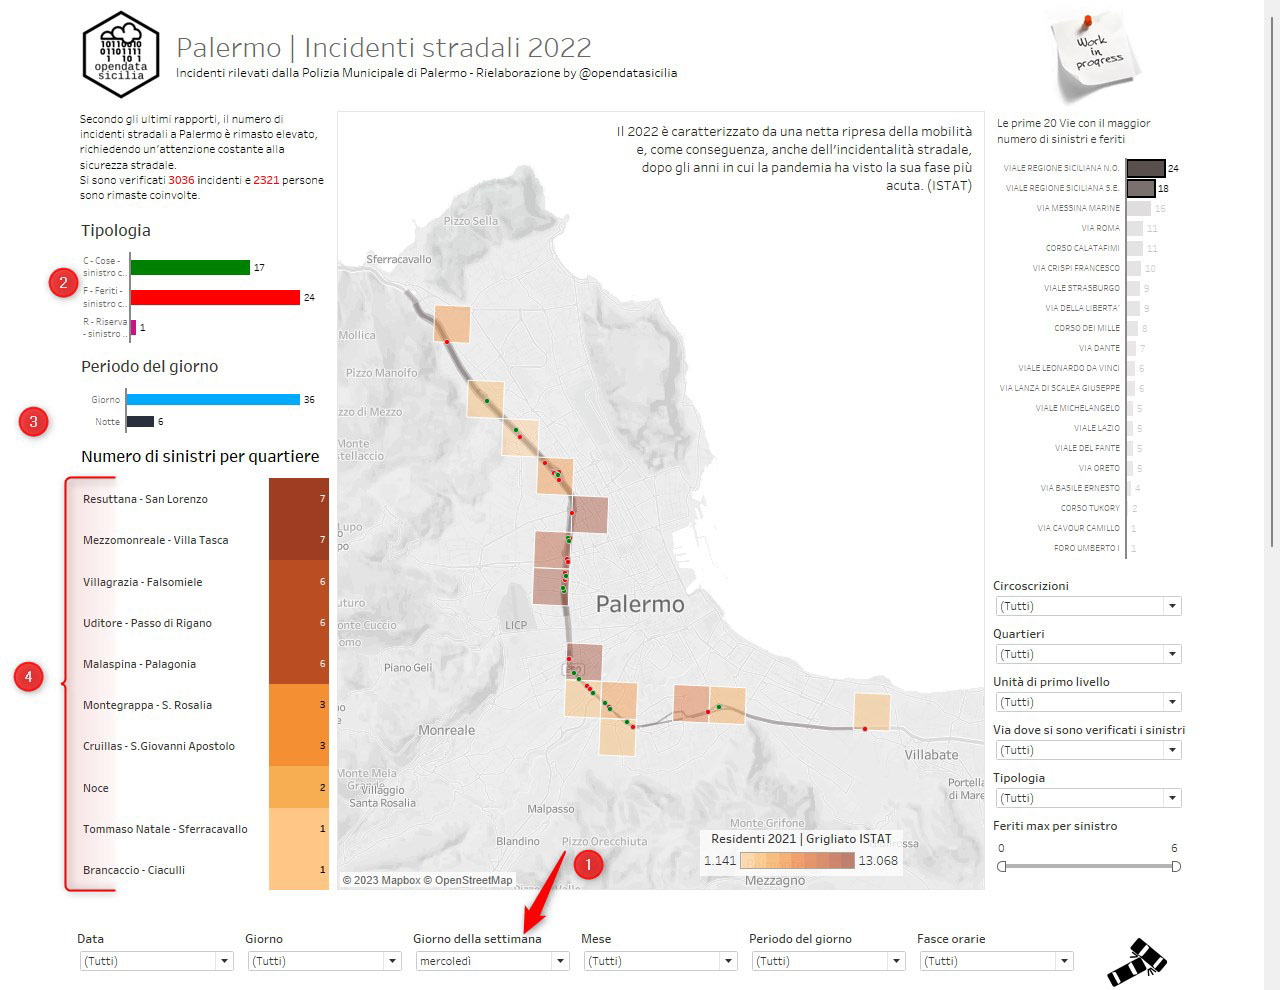 10110010
0101111
1 10 1
opendata
sicilia
Palermo | Incidenti stradali 2022
Incidenti rilevati dalla Polizia Municipale di Palermo - Rielaborazione by @opendatasicilia
Work
in
progress
Secondo gli ultimi rapporti, il numero di
incidenti stradali a Palermo è rimasto elevato,
richiedendo un'attenzione costante alla
sicurezza stradale.
Si sono verificati 3036 incidenti e 2321 persone
sono rimaste coinvolte.
Tipologia
2
C - Cose -
sinistro c..
17
F - Feriti -
sinistro c..
24
R - Riserva
- sinistro ..
1
Periodo del giorno
3
Giorno 36
Notte 6
Numero di sinistri per quartiere
4
Resuttana - San Lorenzo 7
Mezzomonreale - Villa Tasca 7
Villagrazia - Falsomiele 6
Uditore - Passo di Rigano 6
Malaspina - Palagonia 6
Montegrappa - S. Rosalia 3
Cruillas - S.Giovanni Apostolo 3
Noce 2
Tommaso Natale - Sferracavallo 1
Brancaccio - Ciaculli 1
Il 2022 è caratterizzato da una netta ripresa della mobilità
e, come conseguenza, anche dell'incidentalità stradale,
dopo gli anni in cui la pandemia ha visto la sua fase più
acuta. (ISTAT)
Pizzo Sella
Sferracavallo
Mollica
Pizzo Manolfo
zzo di Mezzo
Monte
stellaccio
Lupo
po
Palermo
uturo
onte Cuccio
omo
LICP
Piano Geli
Monreale
Villabate
Monte Mela
Grande
Villaggio
Santa Rosalia
Portella
di Mare
Malpasso
Monte Grifone
Blandino
Pizzo Orecchiuta
Residenti 2021 | Grigliato ISTAT
1.141 13.068
Mezzagno
© 2023 Mapbox © OpenStreetMap
1
Le prime 20 Vie con il maggior
numero di sinistri e feriti
VIALE REGIONE SICILIANA N.O. 24
VIALE REGIONE SICILIANA S.E. 18
VIA MESSINA MARINE 15
VIA ROMA 11
CORSO CALATAFIMI 11
VIA CRISPI FRANCESCO 10
VIALE STRASBURGO 9
VIA DELLA LIBERTA' 9
CORSO DEI MILLE 8
VIA DANTE 7
VIALE LEONARDO DA VINCI 6
VIA LANZA DI SCALEA GIUSEPPE 6
VIALE MICHELANGELO 5
VIALE LAZIO 5
VIALE DEL FANTE 5
VIA ORETO 5
VIA BASILE ERNESTO 4
CORSO TUKORY 2
VIA CAVOUR CAMILLO 1
FORO UMBERTO I 1
Circoscrizioni
(Tutti)
Quartieri
(Tutti)
Unità di primo livello
(Tutti)
Via dove si sono verificati i sinistri
(Tutti)
Tipologia
(Tutti)
Feriti max per sinistro
0 6
Data
(Tutti)
Giorno
(Tutti)
Giorno della settimana
mercoledì
Mese
(Tutti)
Periodo del giorno
(Tutti)
Fasce orarie
(Tutti)